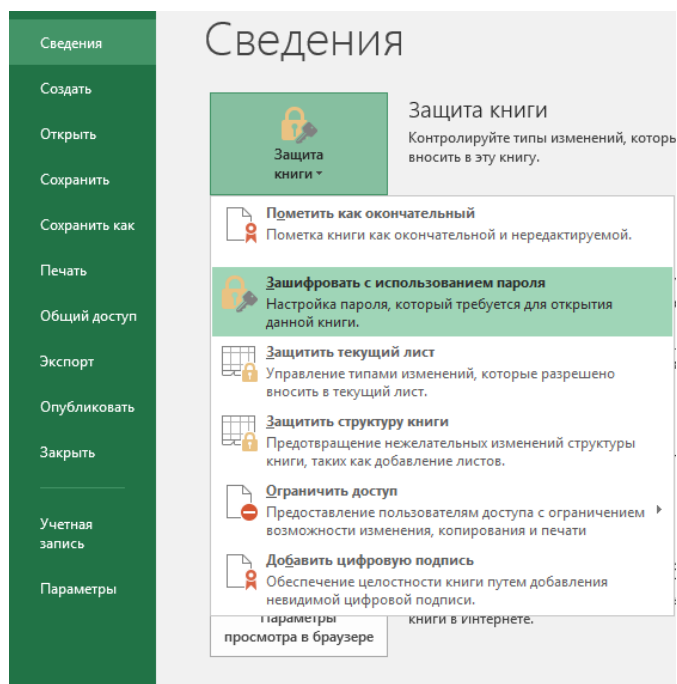 Сведения
Создать
Открыть
Сохранить
Сохранить как
Печать
Общий доступ
Экспорт
Опубликовать
Закрыть
Учетная
запись
Параметры
Сведения
Защита
книги
Защита книги
Контролируйте типы изменений, которы
вносить в эту книгу.
Пометить как окончательный
Пометка книги как окончательной и нередактируемой.
Зашифровать с использованием пароля
Настройка пароля, который требуется для открытия
данной книги.
Защитить текущий лист
Управление типами изменений, которые разрешено
вносить в текущий лист.
Защитить структуру книги
Предотвращение нежелательных изменений структуры
книги, таких как добавление листов.
Ограничить доступ
Предоставление пользователям доступа с ограничением
возможности изменения, копирования и печати
Добавить цифровую подпись
Обеспечение целостности книги путем добавления
невидимой цифровой подписи.
Параметры
просмотра в браузере
книги в Интернете.